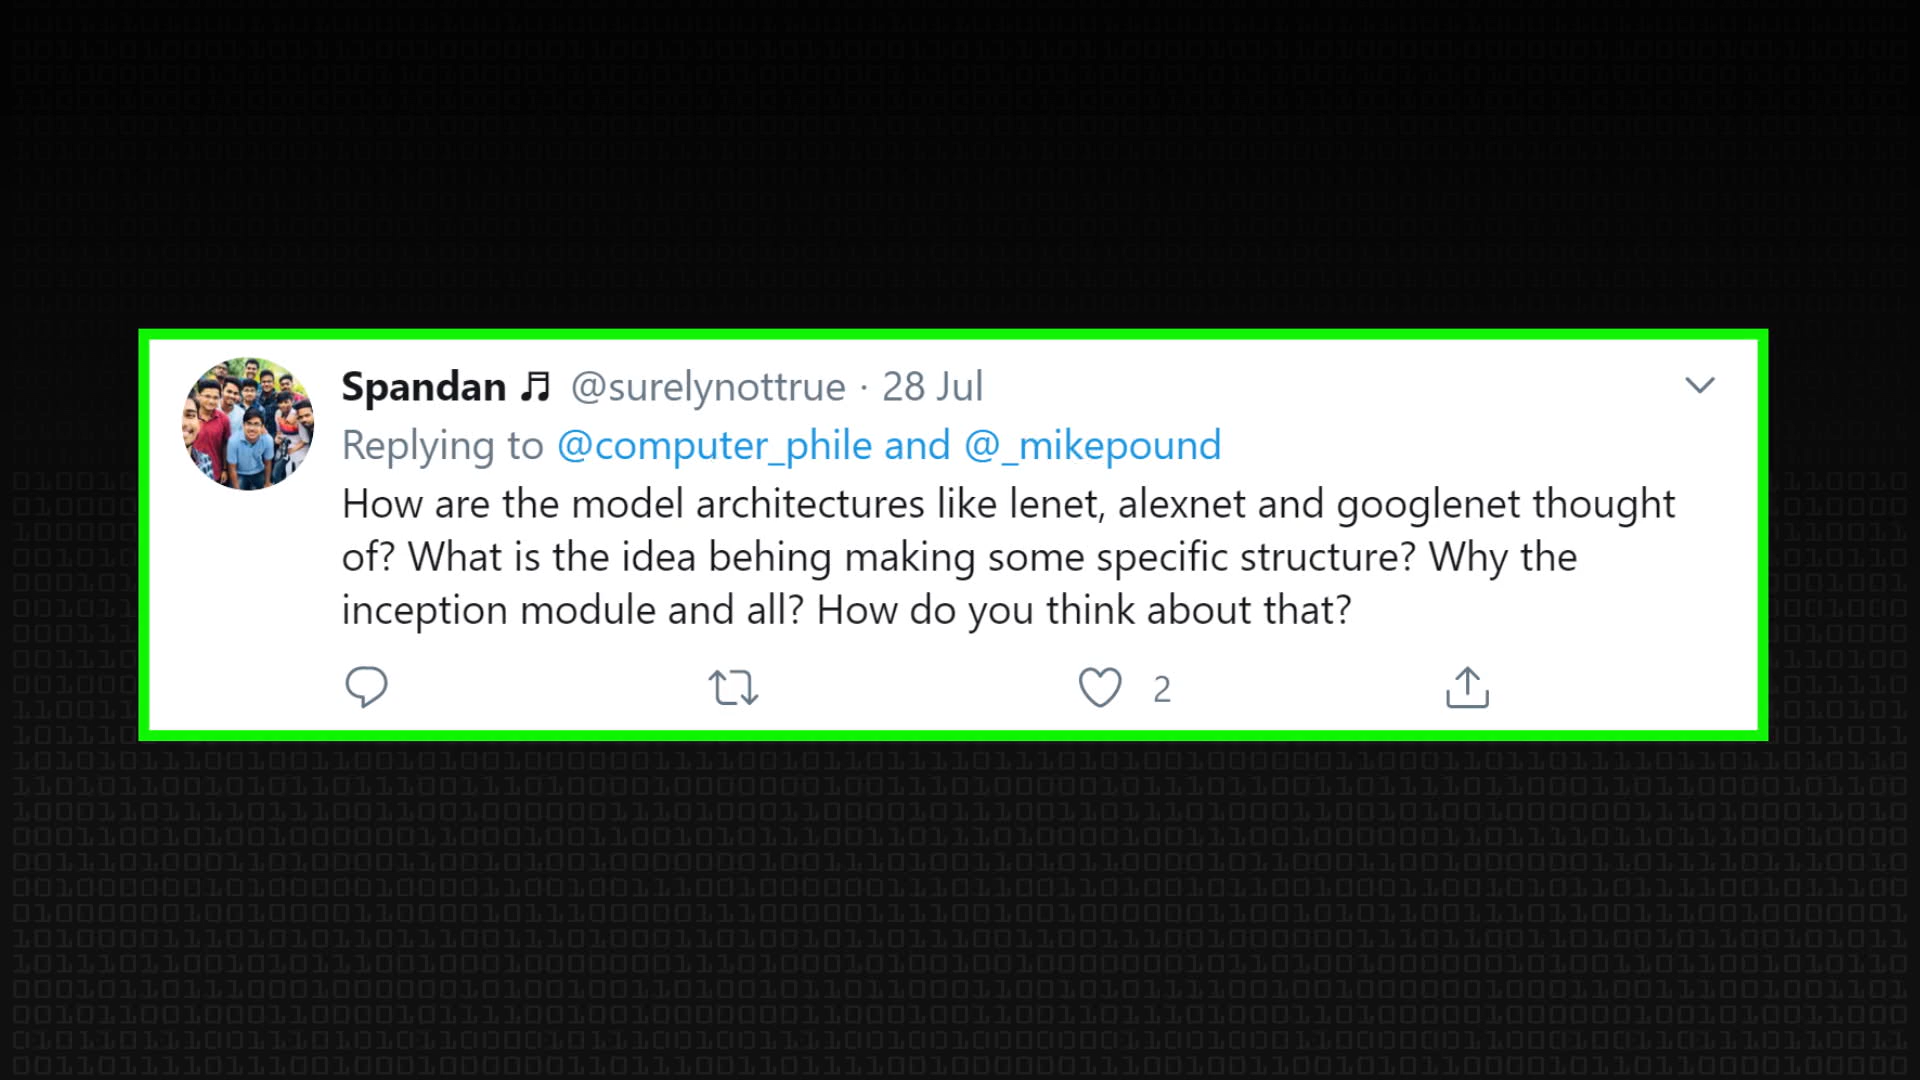 Spandan 🎵 @surelynottrue · 28 Jul
Replying to @computer_phile and @_mikepound
How are the model architectures like lenet, alexnet and googlenet thought
of? What is the idea behing making some specific structure? Why the
inception module and all? How do you think about that?
2